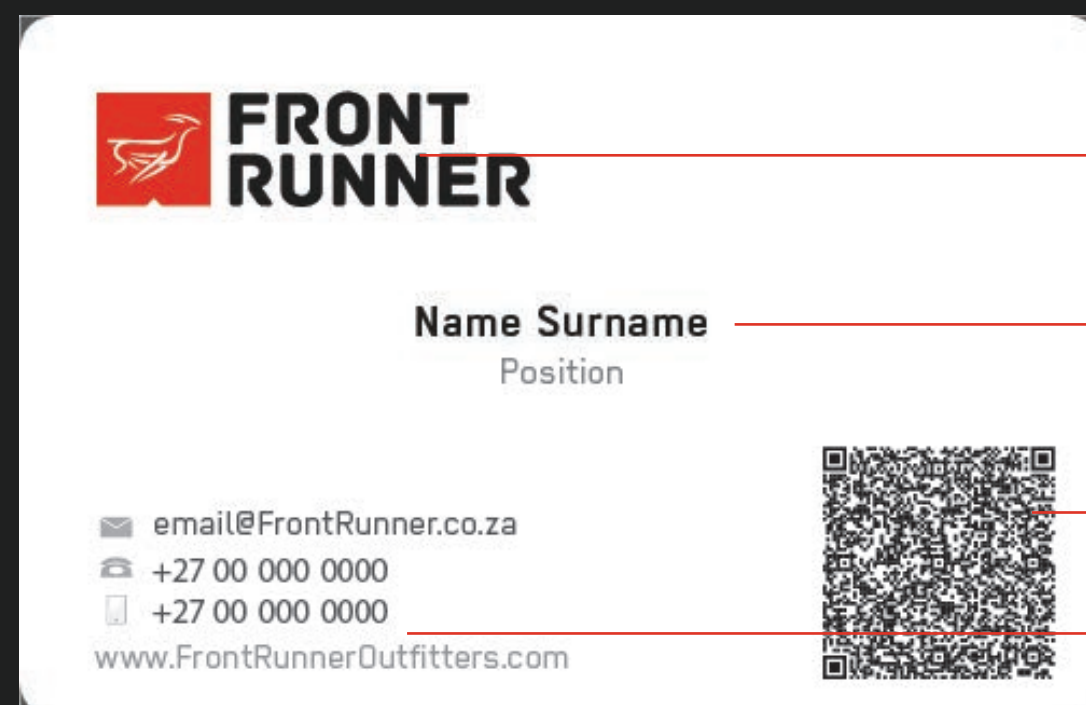 FRONT
RUNNER
Name Surname
Position
email@FrontRunner.co.za
+27 00 000 0000
+27 00 000 0000
www.FrontRunnerOutfitters.com